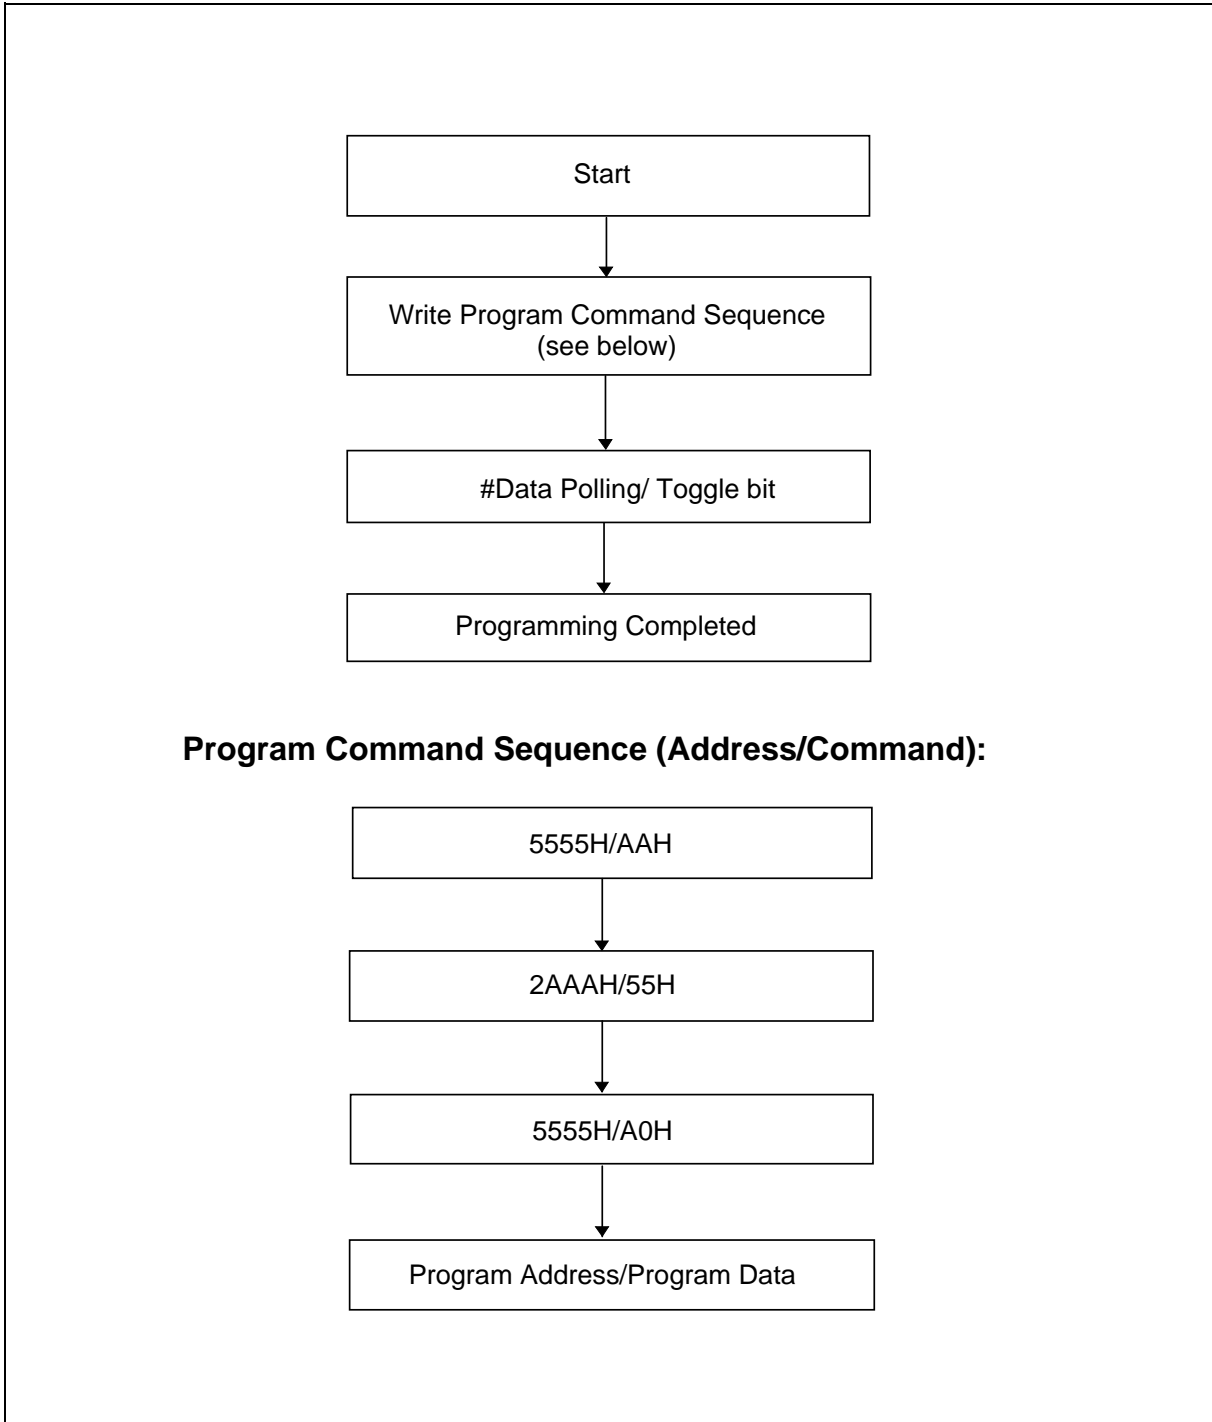 Start
Write Program Command Sequence
(see below)
#Data Polling/ Toggle bit
Programming Completed
Program Command Sequence (Address/Command):
5555H/AAH
2AAAH/55H
5555H/A0H
Program Address/Program Data